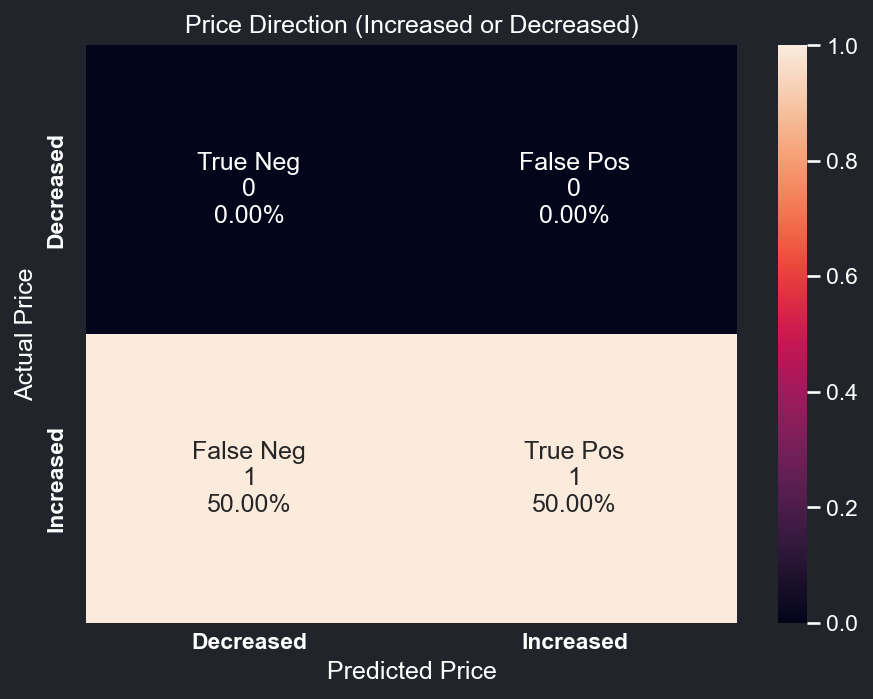 Price Direction (Increased or Decreased)
Actual Price
Decreased
Increased
True Neg
0
0.00%
False Pos
0
0.00%
False Neg
1
50.00%
True Pos
1
50.00%
Decreased
Increased
Predicted Price
1.0
0.8
0.6
0.4
0.2
0.0